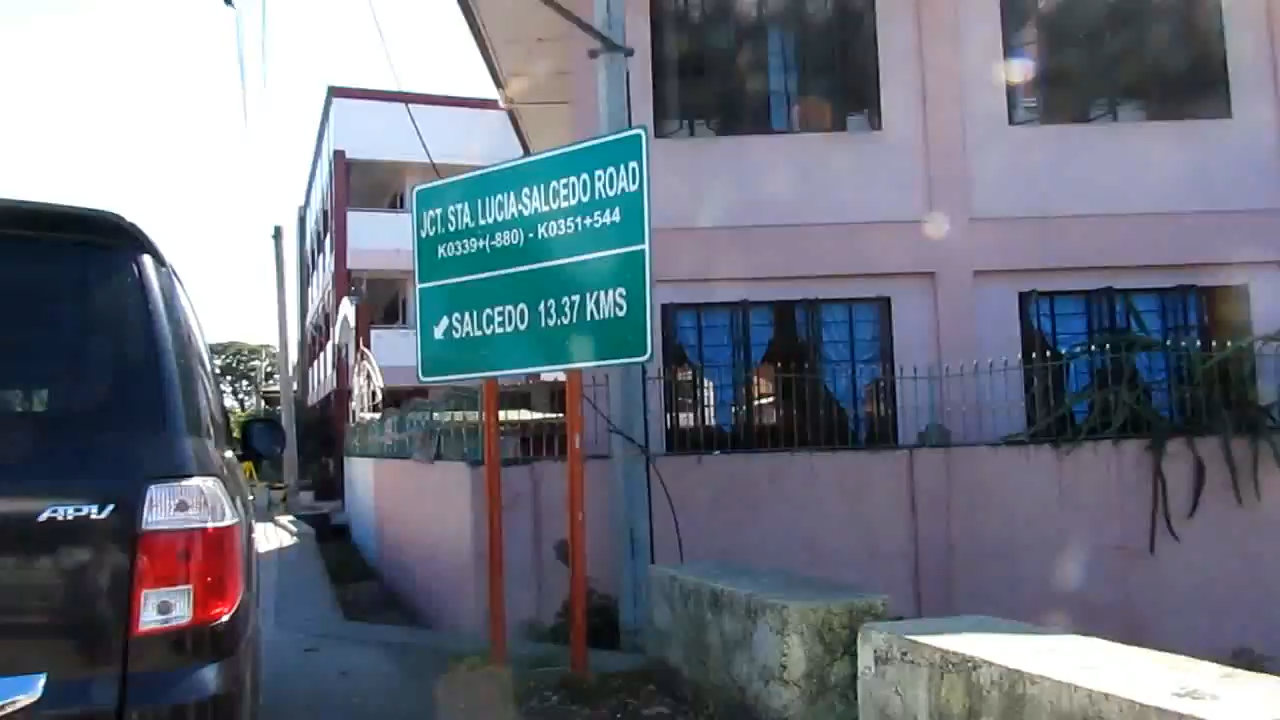 JCT. STA. LUCIA-SALCEDO ROAD
K0339+(-880) - K0351+544
SALCEDO 13.37 KMS
APV